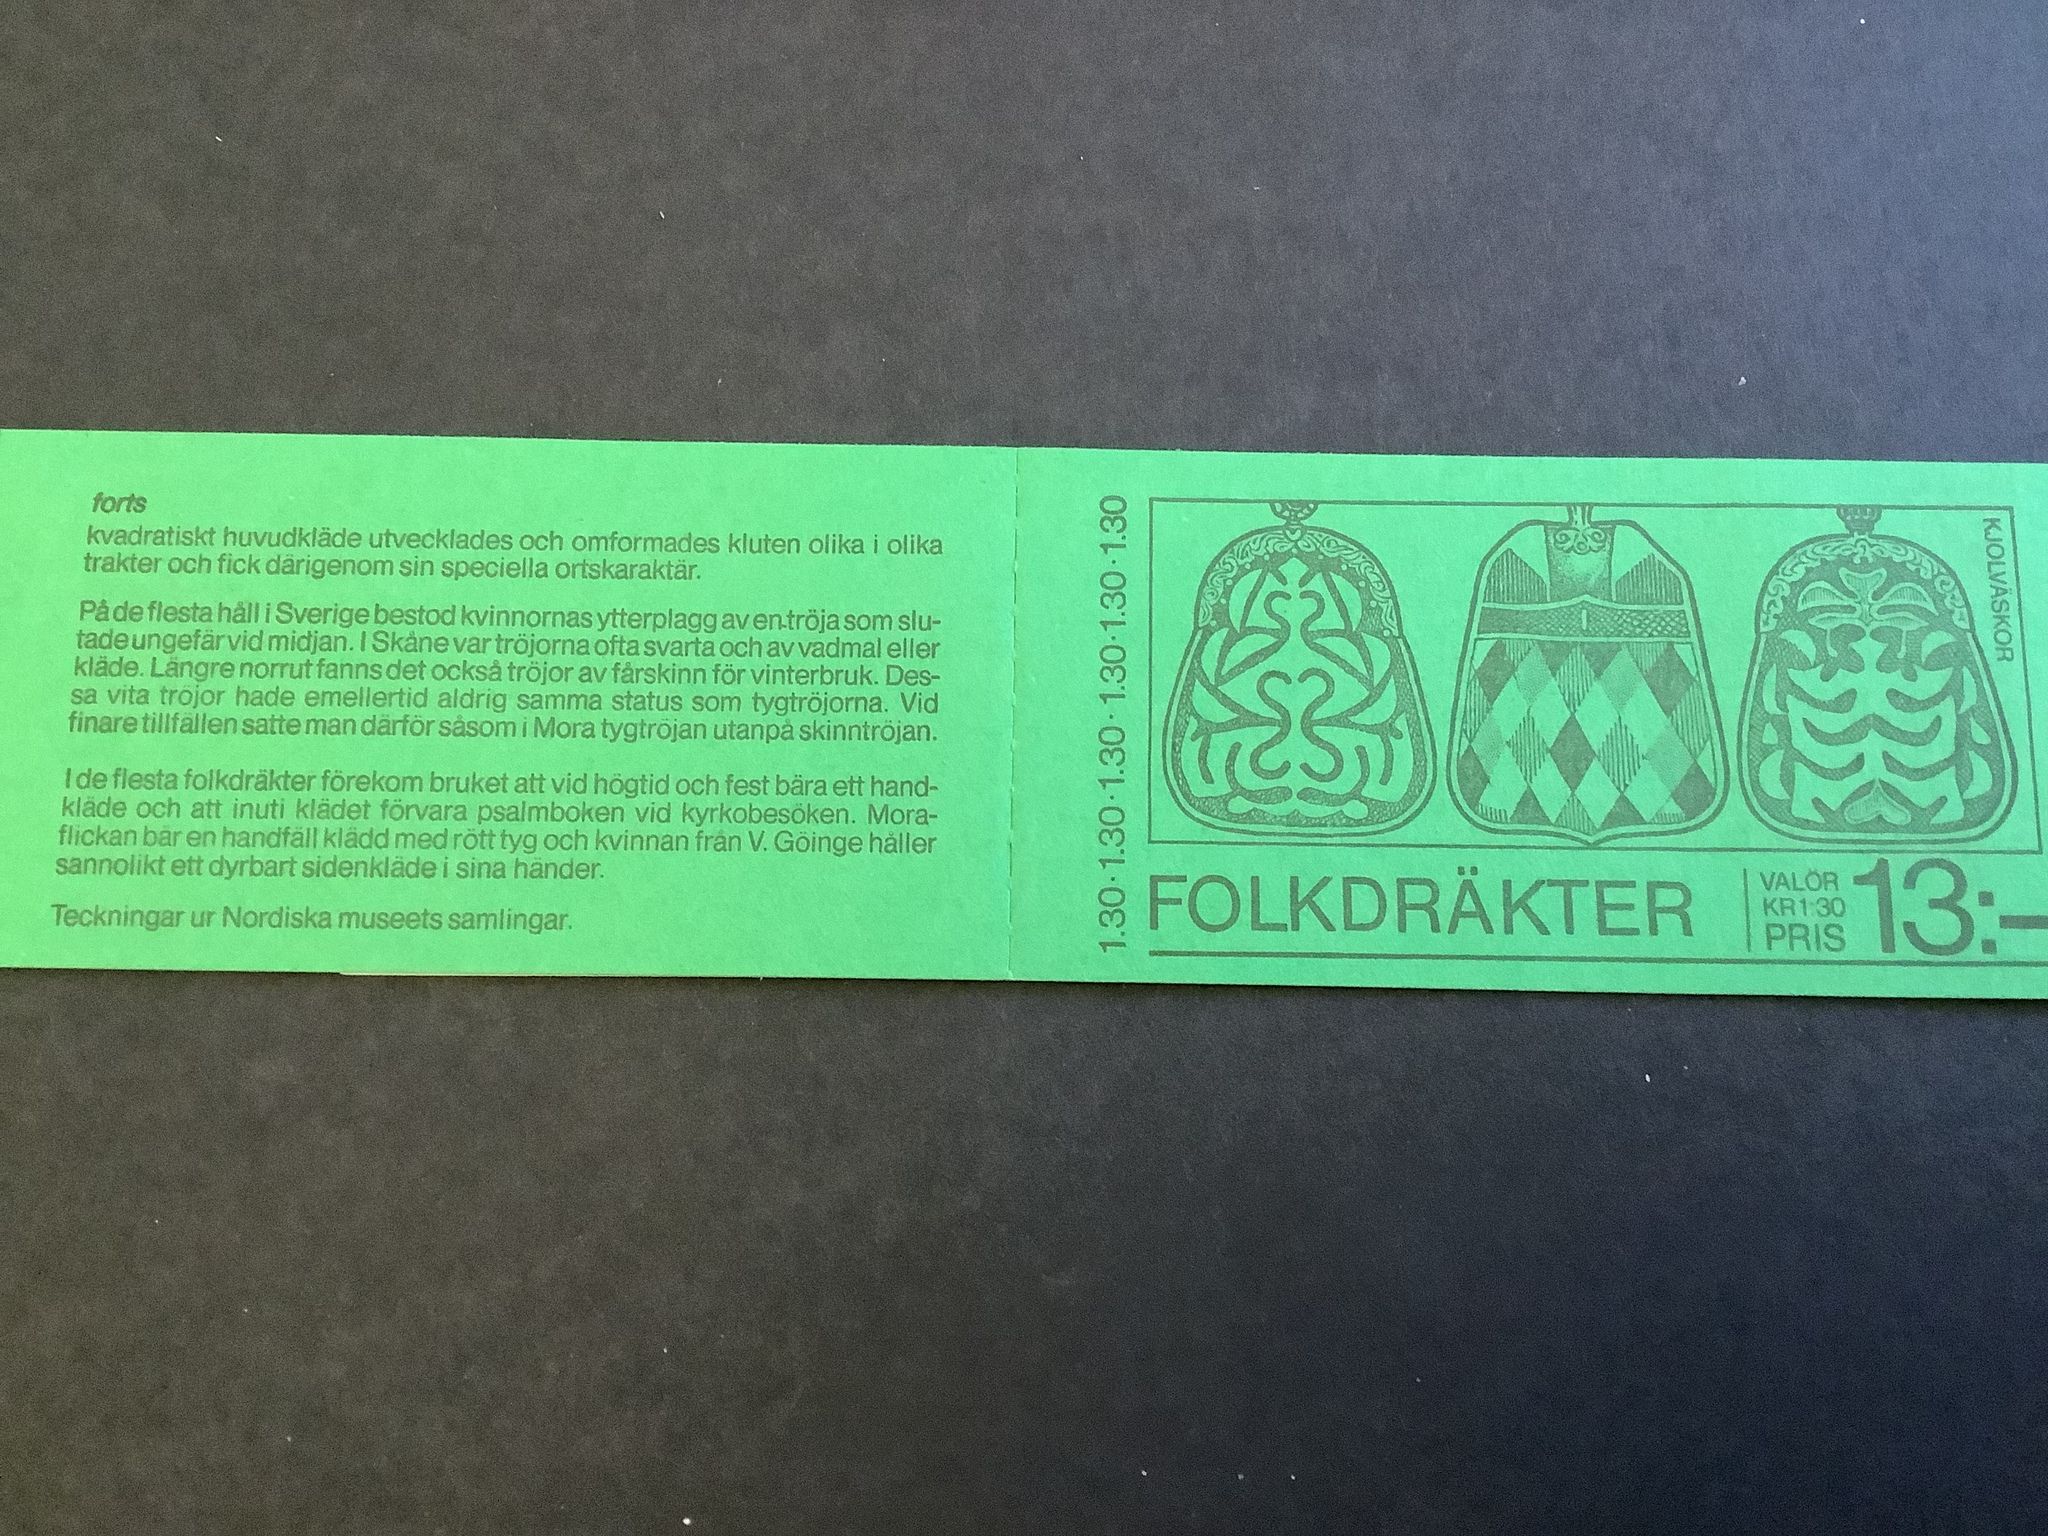 forts
kvadratiskt huvudkläde utvecklades och omformades kluten olika i olika
trakter och fick därigenom sin speciella ortskaraktär.
På de flesta håll i Sverige bestod kvinnornas ytterplagg av en tröja som slu-
tade ungefär vid midjan. I Skåne var tröjorna ofta svarta och av vadmal eller
kläde. Längre norrut fanns det också tröjor av fårskinn för vinterbruk. Des-
sa vita tröjor hade emellertid aldrig samma status som tygtröjorna. Vid
finare tillfällen satte man därför såsom i Mora tygtröjan utanpå skinntröjan.
I de flesta folkdräkter förekom bruket att vid högtid och fest bära ett hand-
kläde och att inuti klädet förvara psalmboken vid kyrkobesöken. Mora-
flickan bär en handfäll klädd med rött tyg och kvinnan från V. Göinge håller
sannolikt ett dyrbart sidenkläde i sina händer.
Teckningar ur Nordiska museets samlingar.
1.30·1.30·1.30·1.30·1.30·1.30
KJOLVÄSKOR
FOLKDRÄKTER
VALÖR
KR1:30
PRIS
13:–